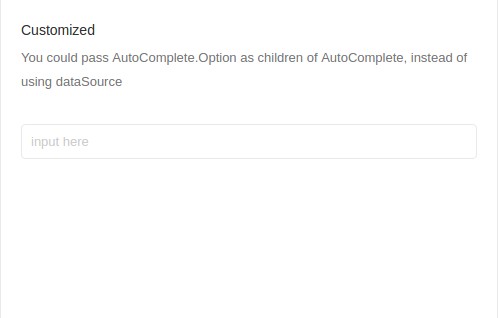 Customized
You could pass AutoComplete.Option as children of AutoComplete, instead of
using dataSource
input here